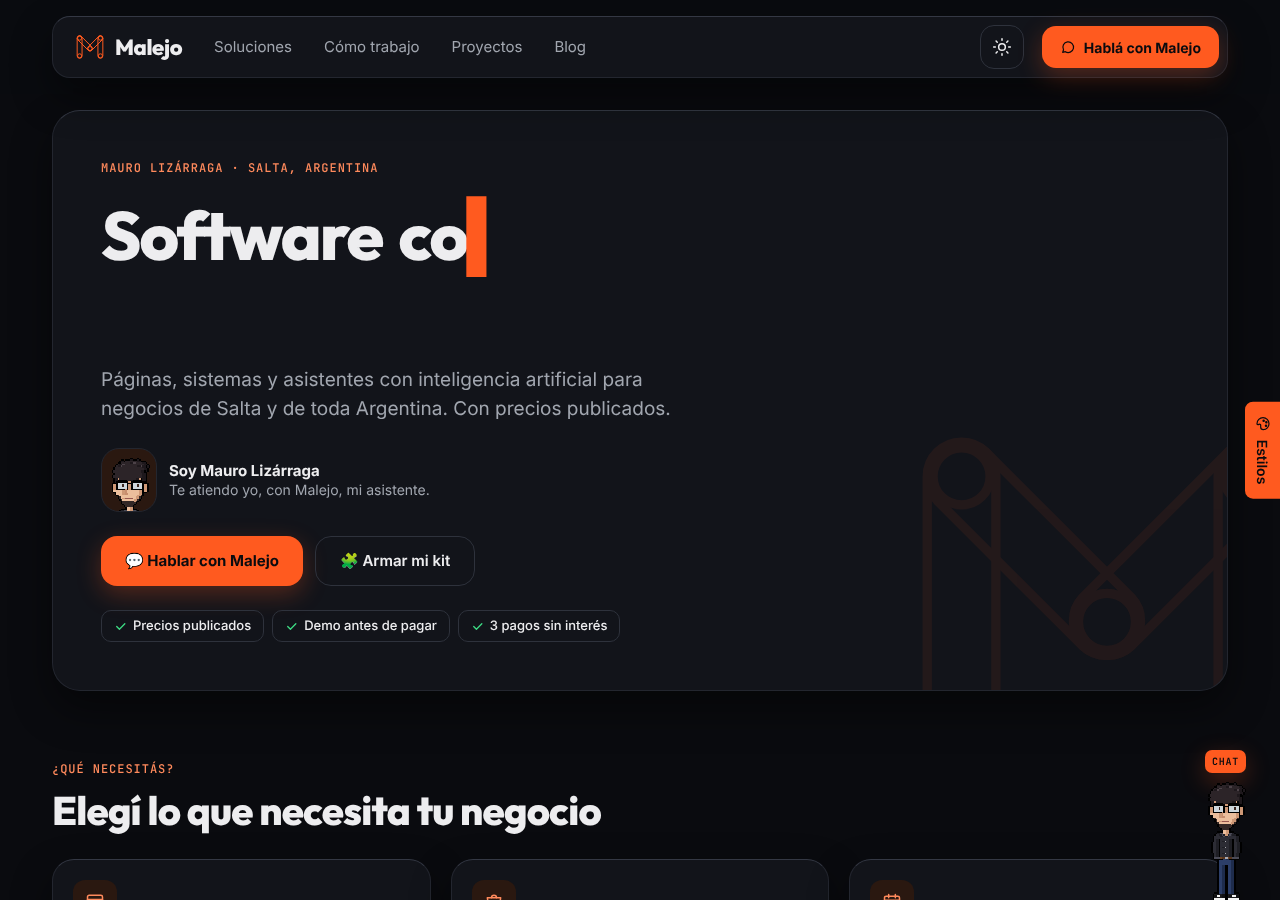 Malejo
Soluciones
Cómo trabajo
Proyectos
Blog
Hablá con Malejo
MAURO LIZÁRRAGA · SALTA, ARGENTINA
Software co
Páginas, sistemas y asistentes con inteligencia artificial para
negocios de Salta y de toda Argentina. Con precios publicados.
Soy Mauro Lizárraga
Te atiendo yo, con Malejo, mi asistente.
💬 Hablar con Malejo
🧩 Armar mi kit
Precios publicados
Demo antes de pagar
3 pagos sin interés
Estilos
¿QUÉ NECESITÁS?
Elegí lo que necesita tu negocio
CHAT